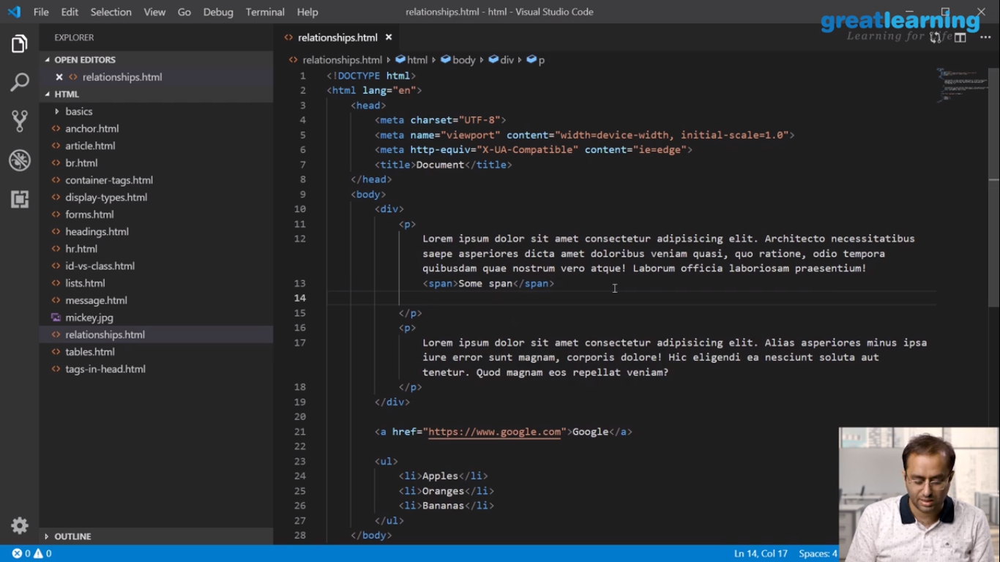 File Edit Selection View Go Debug Terminal Help relationships.html - html - Visual Studio Code
greatlearning
Learning for life
EXPLORER
OPEN EDITORS
relationships.html
HTML
basics
anchor.html
article.html
br.html
container-tags.html
display-types.html
forms.html
headings.html
hr.html
id-vs-class.html
lists.html
message.html
mickey.jpg
relationships.html
tables.html
tags-in-head.html
OUTLINE
relationships.html
relationships.html html body div p
1 <!DOCTYPE html>
2 <html lang="en">
3 <head>
4 <meta charset="UTF-8">
5 <meta name="viewport" content="width=device-width, initial-scale=1.0">
6 <meta http-equiv="X-UA-Compatible" content="ie=edge">
7 <title>Document</title>
8 </head>
9 <body>
10 <div>
11 <p>
12 Lorem ipsum dolor sit amet consectetur adipisicing elit. Architecto necessitatibus
saepe asperiores dicta amet doloribus veniam quasi, quo ratione, odio tempora
quibusdam quae nostrum vero atque! Laborum officia laboriosam praesentium!
13 <span>Some span</span>
14
15 </p>
16 <p>
17 Lorem ipsum dolor sit amet consectetur adipisicing elit. Alias asperiores minus ipsa
iure error sunt magnam, corporis dolore! Hic eligendi ea nesciunt soluta aut
tenetur. Quod magnam eos repellat veniam?
18 </p>
19 </div>
20
21 <a href="https://www.google.com">Google</a>
22
23 <ul>
24 <li>Apples</li>
25 <li>Oranges</li>
26 <li>Bananas</li>
27 </ul>
28 </body>
0 0 Ln 14, Col 17 Spaces: 4